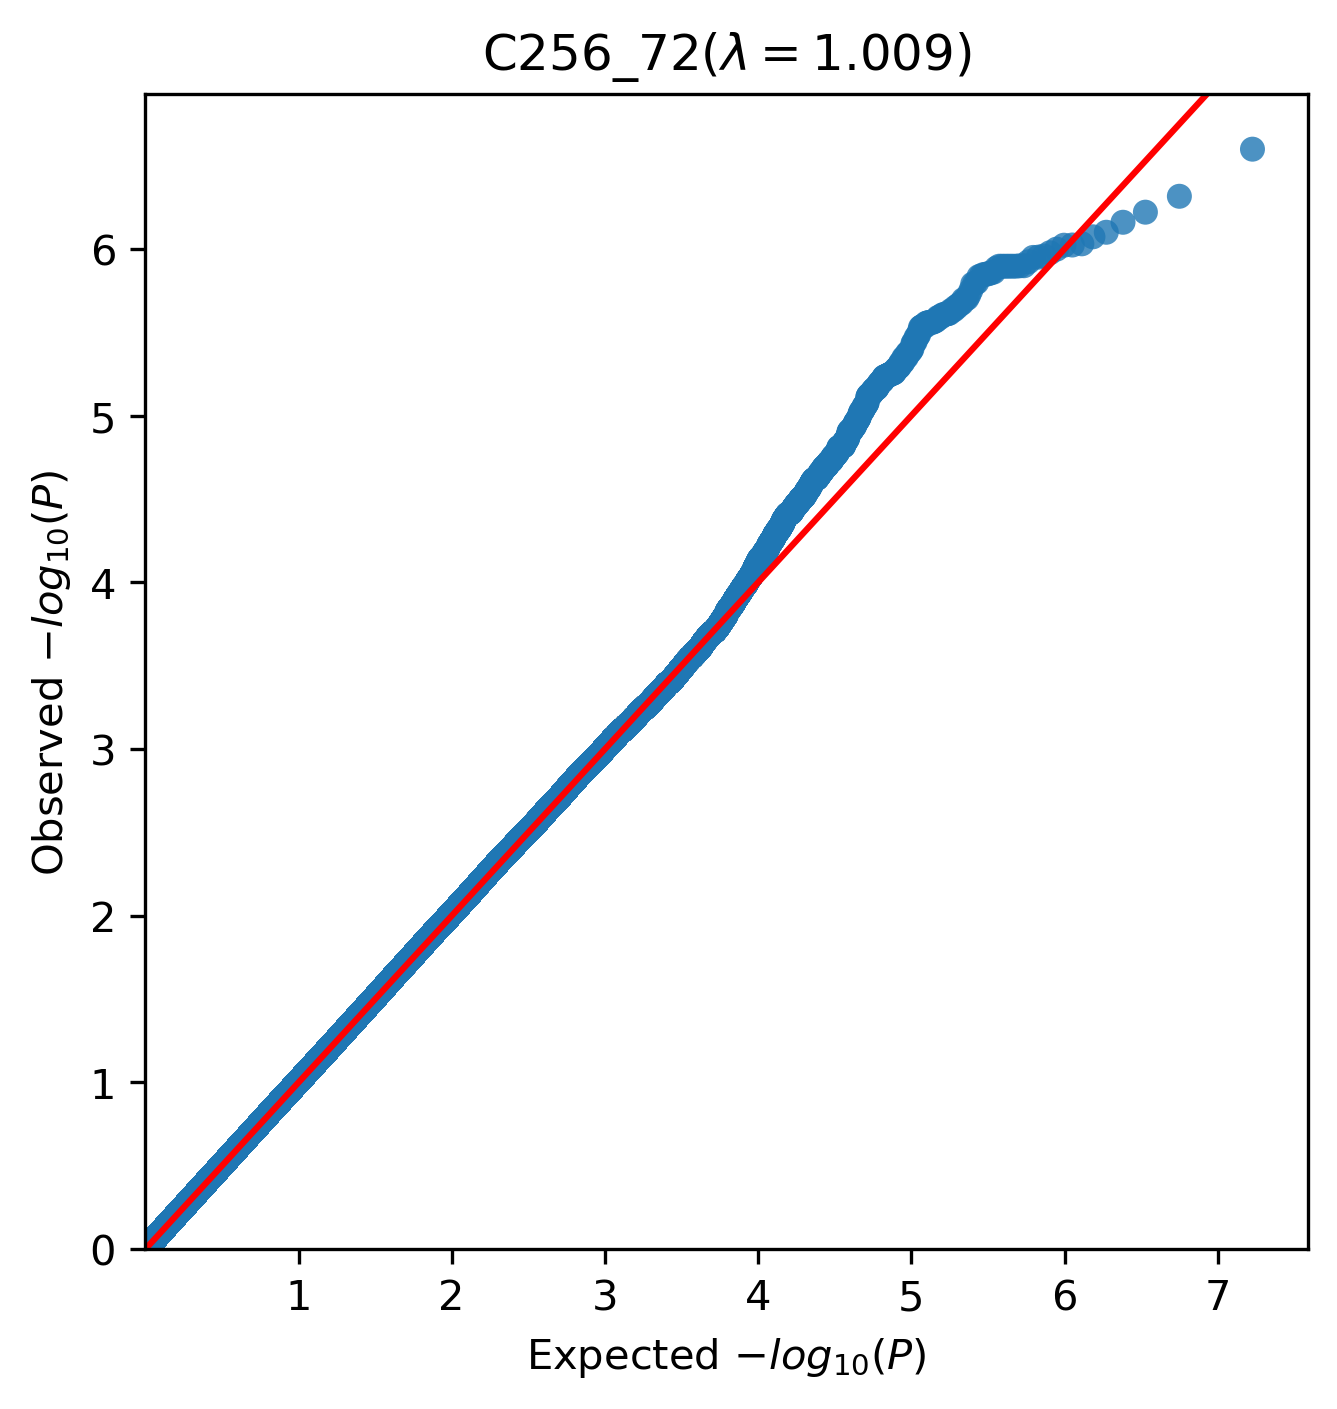 C256_72(λ = 1.009)
Observed −log₁₀(P)
6
5
4
3
2
1
0
1 2 3 4 5 6 7
Expected −log₁₀(P)